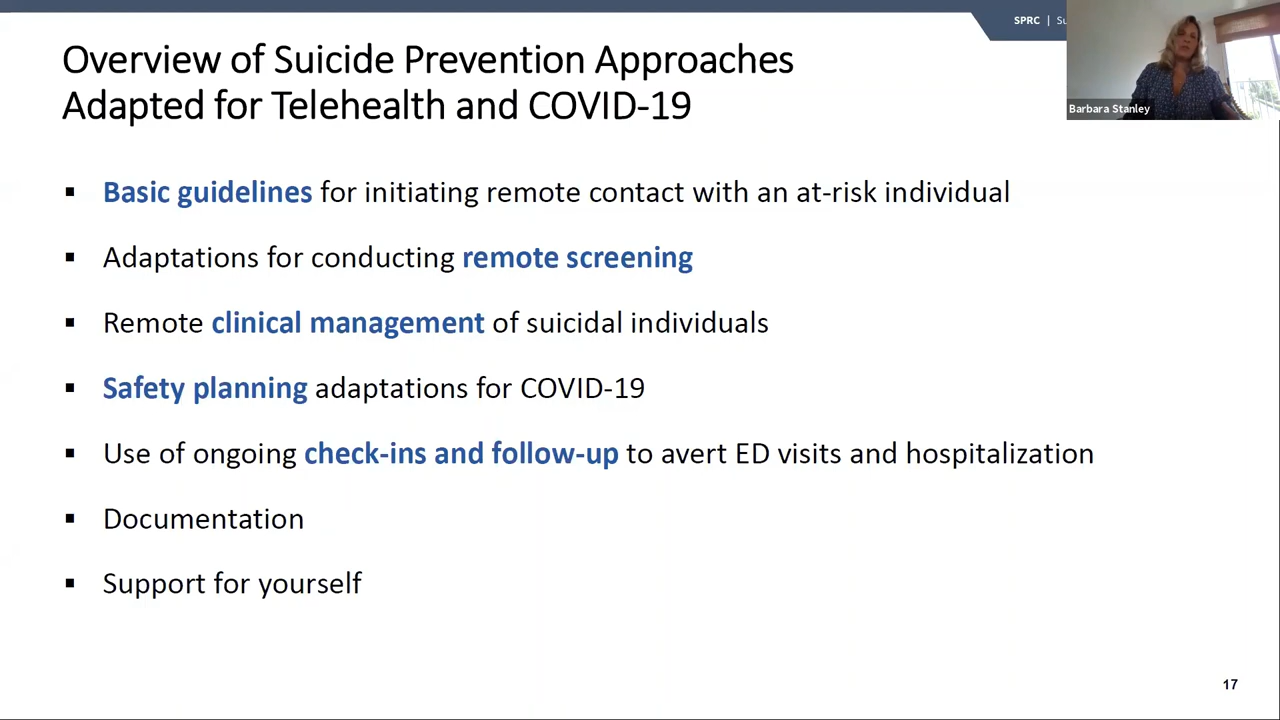 SPRC |
Overview of Suicide Prevention Approaches
Adapted for Telehealth and COVID-19
Barbara Stanley
▪ Basic guidelines for initiating remote contact with an at-risk individual
▪ Adaptations for conducting remote screening
▪ Remote clinical management of suicidal individuals
▪ Safety planning adaptations for COVID-19
▪ Use of ongoing check-ins and follow-up to avert ED visits and hospitalization
▪ Documentation
▪ Support for yourself
17